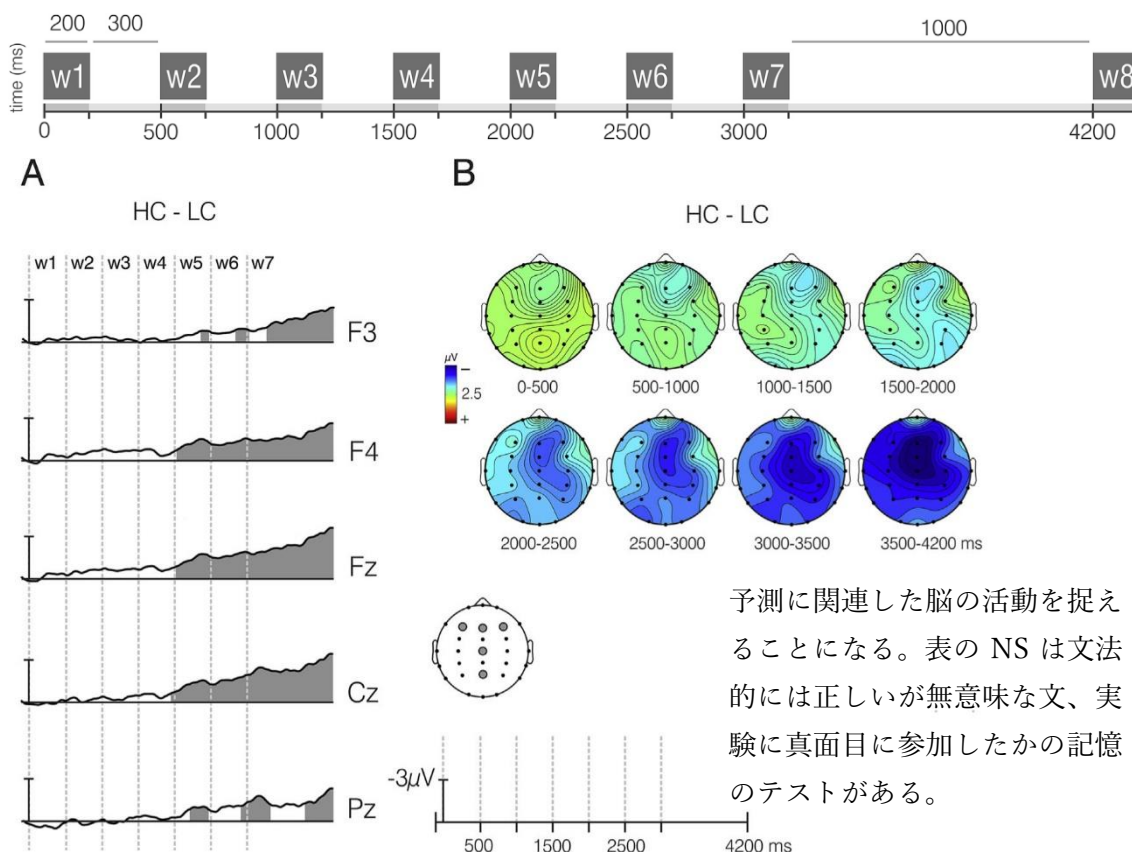 200 300 1000
time (ms)
w1 w2 w3 w4 w5 w6 w7 w8
0 500 1000 1500 2000 2500 3000 4200
A
HC - LC
w1 w2 w3 w4 w5 w6 w7
F3
F4
Fz
Cz
Pz
B
HC - LC
μV
−
2.5
+
0-500 500-1000 1000-1500 1500-2000
2000-2500 2500-3000 3000-3500 3500-4200 ms
-3μV
500 1500 2500 4200 ms
予測に関連した脳の活動を捉え
ることになる。表の NS は文法
的には正しいが無意味な文、実
験に真面目に参加したかの記憶
のテストがある。